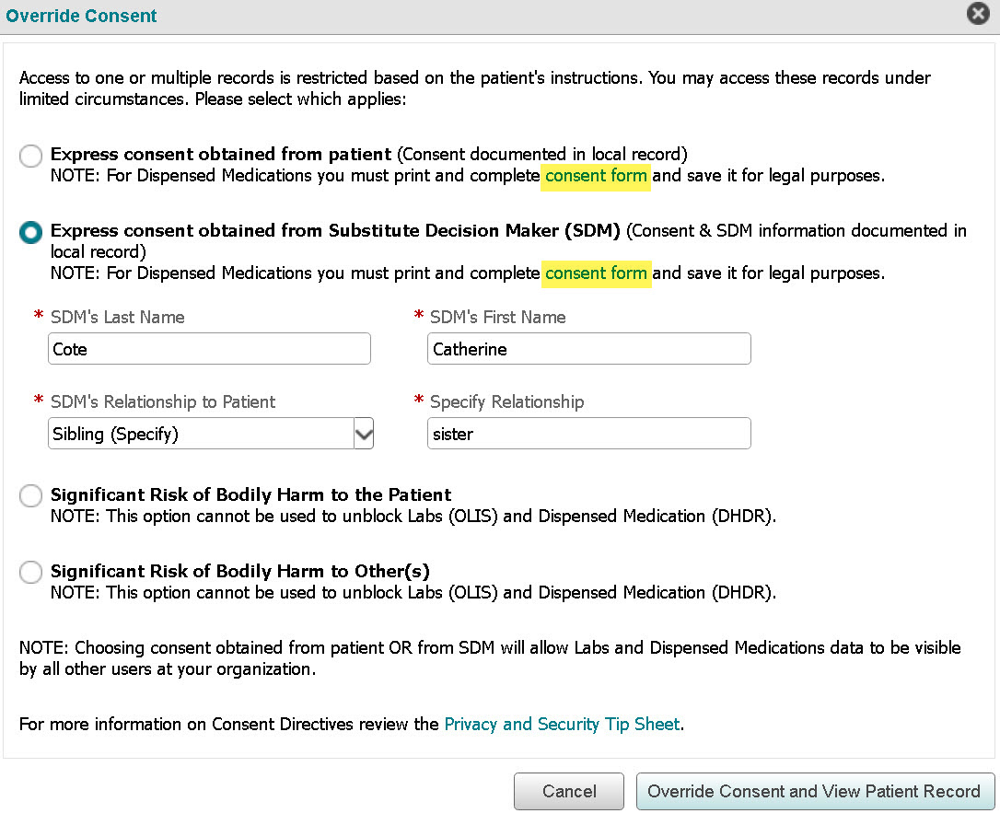 Override Consent
Access to one or multiple records is restricted based on the patient's instructions. You may access these records under
limited circumstances. Please select which applies:
Express consent obtained from patient (Consent documented in local record)
NOTE: For Dispensed Medications you must print and complete consent form and save it for legal purposes.
Express consent obtained from Substitute Decision Maker (SDM) (Consent & SDM information documented in
local record)
NOTE: For Dispensed Medications you must print and complete consent form and save it for legal purposes.
* SDM's Last Name * SDM's First Name
Cote Catherine
* SDM's Relationship to Patient * Specify Relationship
Sibling (Specify) sister
Significant Risk of Bodily Harm to the Patient
NOTE: This option cannot be used to unblock Labs (OLIS) and Dispensed Medication (DHDR).
Significant Risk of Bodily Harm to Other(s)
NOTE: This option cannot be used to unblock Labs (OLIS) and Dispensed Medication (DHDR).
NOTE: Choosing consent obtained from patient OR from SDM will allow Labs and Dispensed Medications data to be visible
by all other users at your organization.
For more information on Consent Directives review the Privacy and Security Tip Sheet.
Cancel Override Consent and View Patient Record